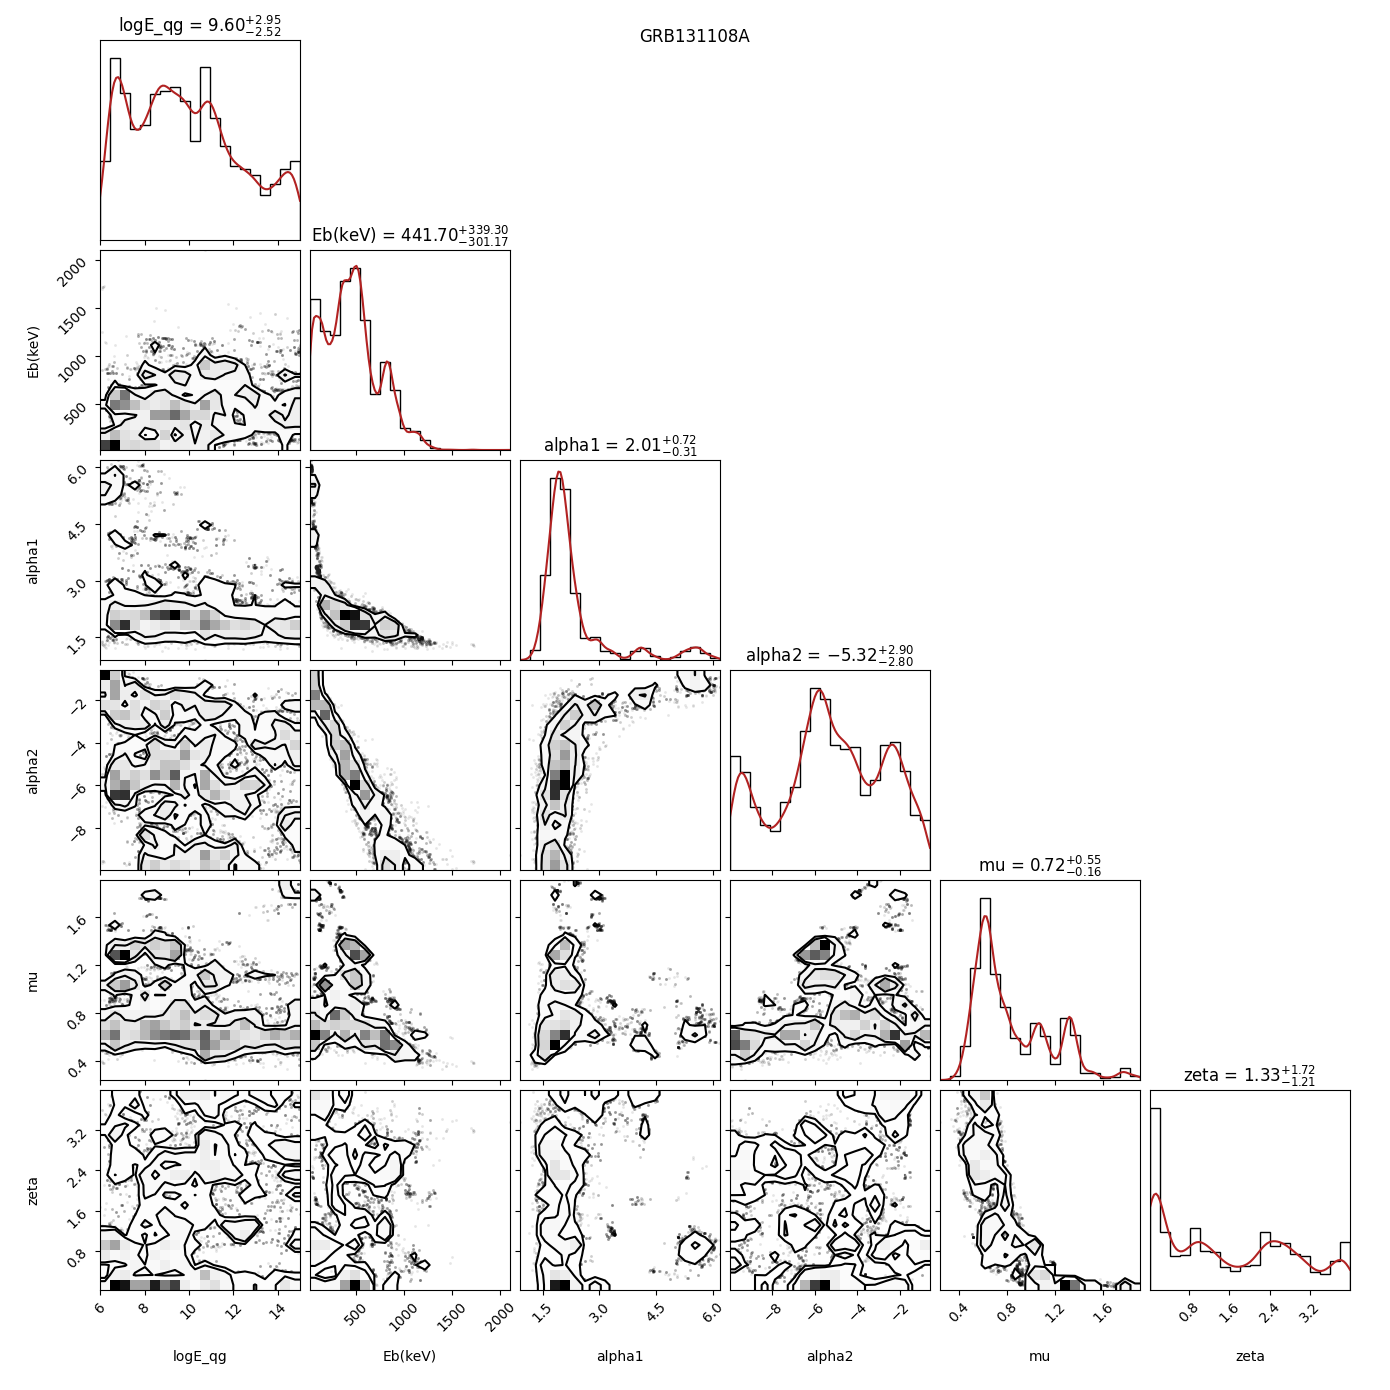 logE_qg = 9.60+2.95 −2.52
GRB131108A
Eb(keV) = 441.70+339.30 −301.17
2000
1500
1000
500
Eb(keV)
alpha1 = 2.01+0.72 −0.31
6.0
4.5
3.0
1.5
alpha1
alpha2 = −5.32+2.90 −2.80
−2
−4
−6
−8
alpha2
mu = 0.72+0.55 −0.16
1.6
1.2
0.8
0.4
mu
zeta = 1.33+1.72 −1.21
3.2
2.4
1.6
0.8
zeta
6 8 10 12 14
500 1000 1500 2000
1.5 3.0 4.5 6.0
−8 −6 −4 −2
0.4 0.8 1.2 1.6
0.8 1.6 2.4 3.2
logE_qg Eb(keV) alpha1 alpha2 mu zeta